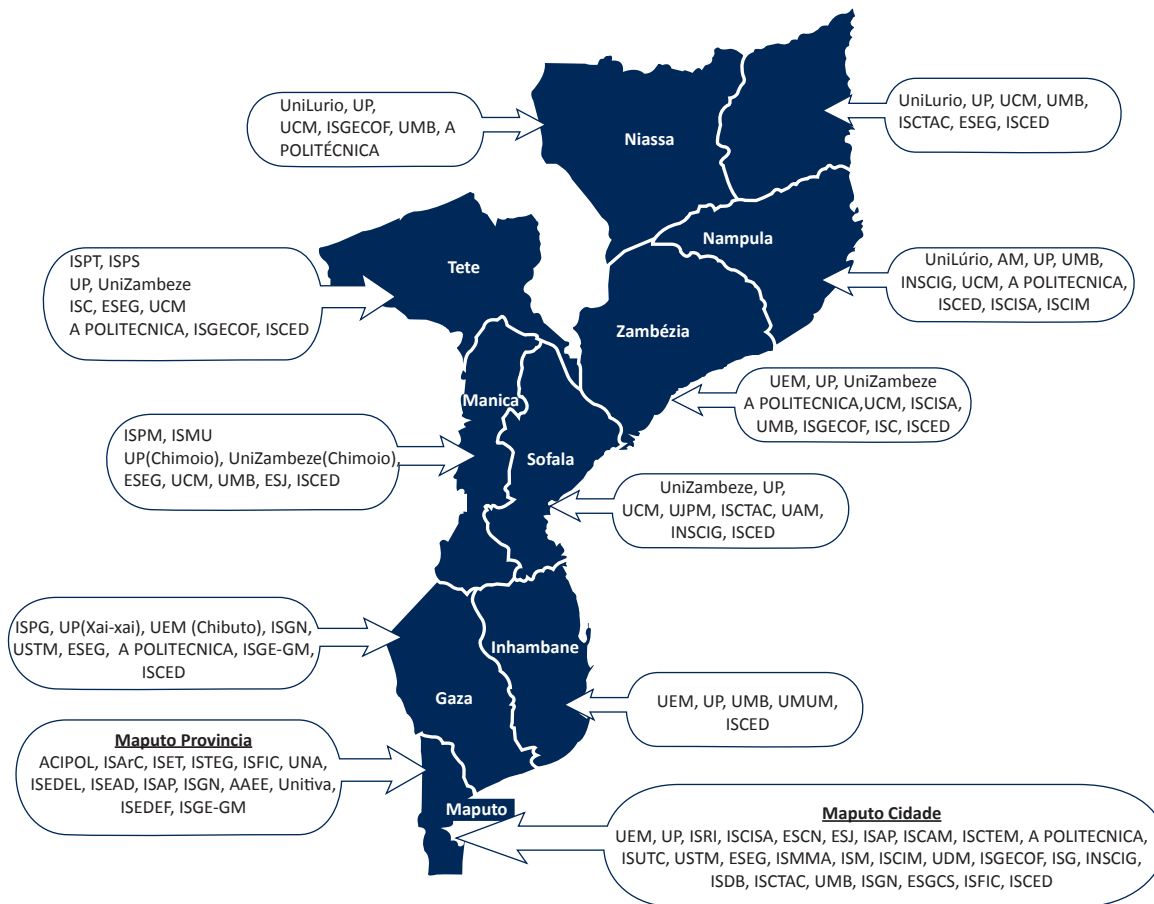 UniLurio, UP,
UCM, ISGECOF, UMB, A
POLITÉCNICA
UniLurio, UP, UCM, UMB,
ISCTAC, ESEG, ISCED
Niassa
Nampula
UniLúrio, AM, UP, UMB,
INSCIG, UCM, A POLITECNICA,
ISCED, ISCISA, ISCIM
Tete
ISPT, ISPS
UP, UniZambeze
ISC, ESEG, UCM
A POLITECNICA, ISGECOF, ISCED
Zambézia
UEM, UP, UniZambeze
A POLITECNICA,UCM, ISCISA,
UMB, ISGECOF, ISC, ISCED
Manica
ISPM, ISMU
UP(Chimoio), UniZambeze(Chimoio),
ESEG, UCM, UMB, ESJ, ISCED
Sofala
UniZambeze, UP,
UCM, UJPM, ISCTAC, UAM,
INSCIG, ISCED
ISPG, UP(Xai-xai), UEM (Chibuto), ISGN,
USTM, ESEG, A POLITECNICA, ISGE-GM,
ISCED
Inhambane
Gaza
UEM, UP, UMB, UMUM,
ISCED
Maputo Provincia
ACIPOL, ISArC, ISET, ISTEG, ISFIC, UNA,
ISEDEL, ISEAD, ISAP, ISGN, AAEE, Unitiva,
ISEDEF, ISGE-GM
Maputo
Maputo Cidade
UEM, UP, ISRI, ISCISA, ESCN, ESJ, ISAP, ISCAM, ISCTEM, A POLITECNICA,
ISUTC, USTM, ESEG, ISMMA, ISM, ISCIM, UDM, ISGECOF, ISG, INSCIG,
ISDB, ISCTAC, UMB, ISGN, ESGCS, ISFIC, ISCED